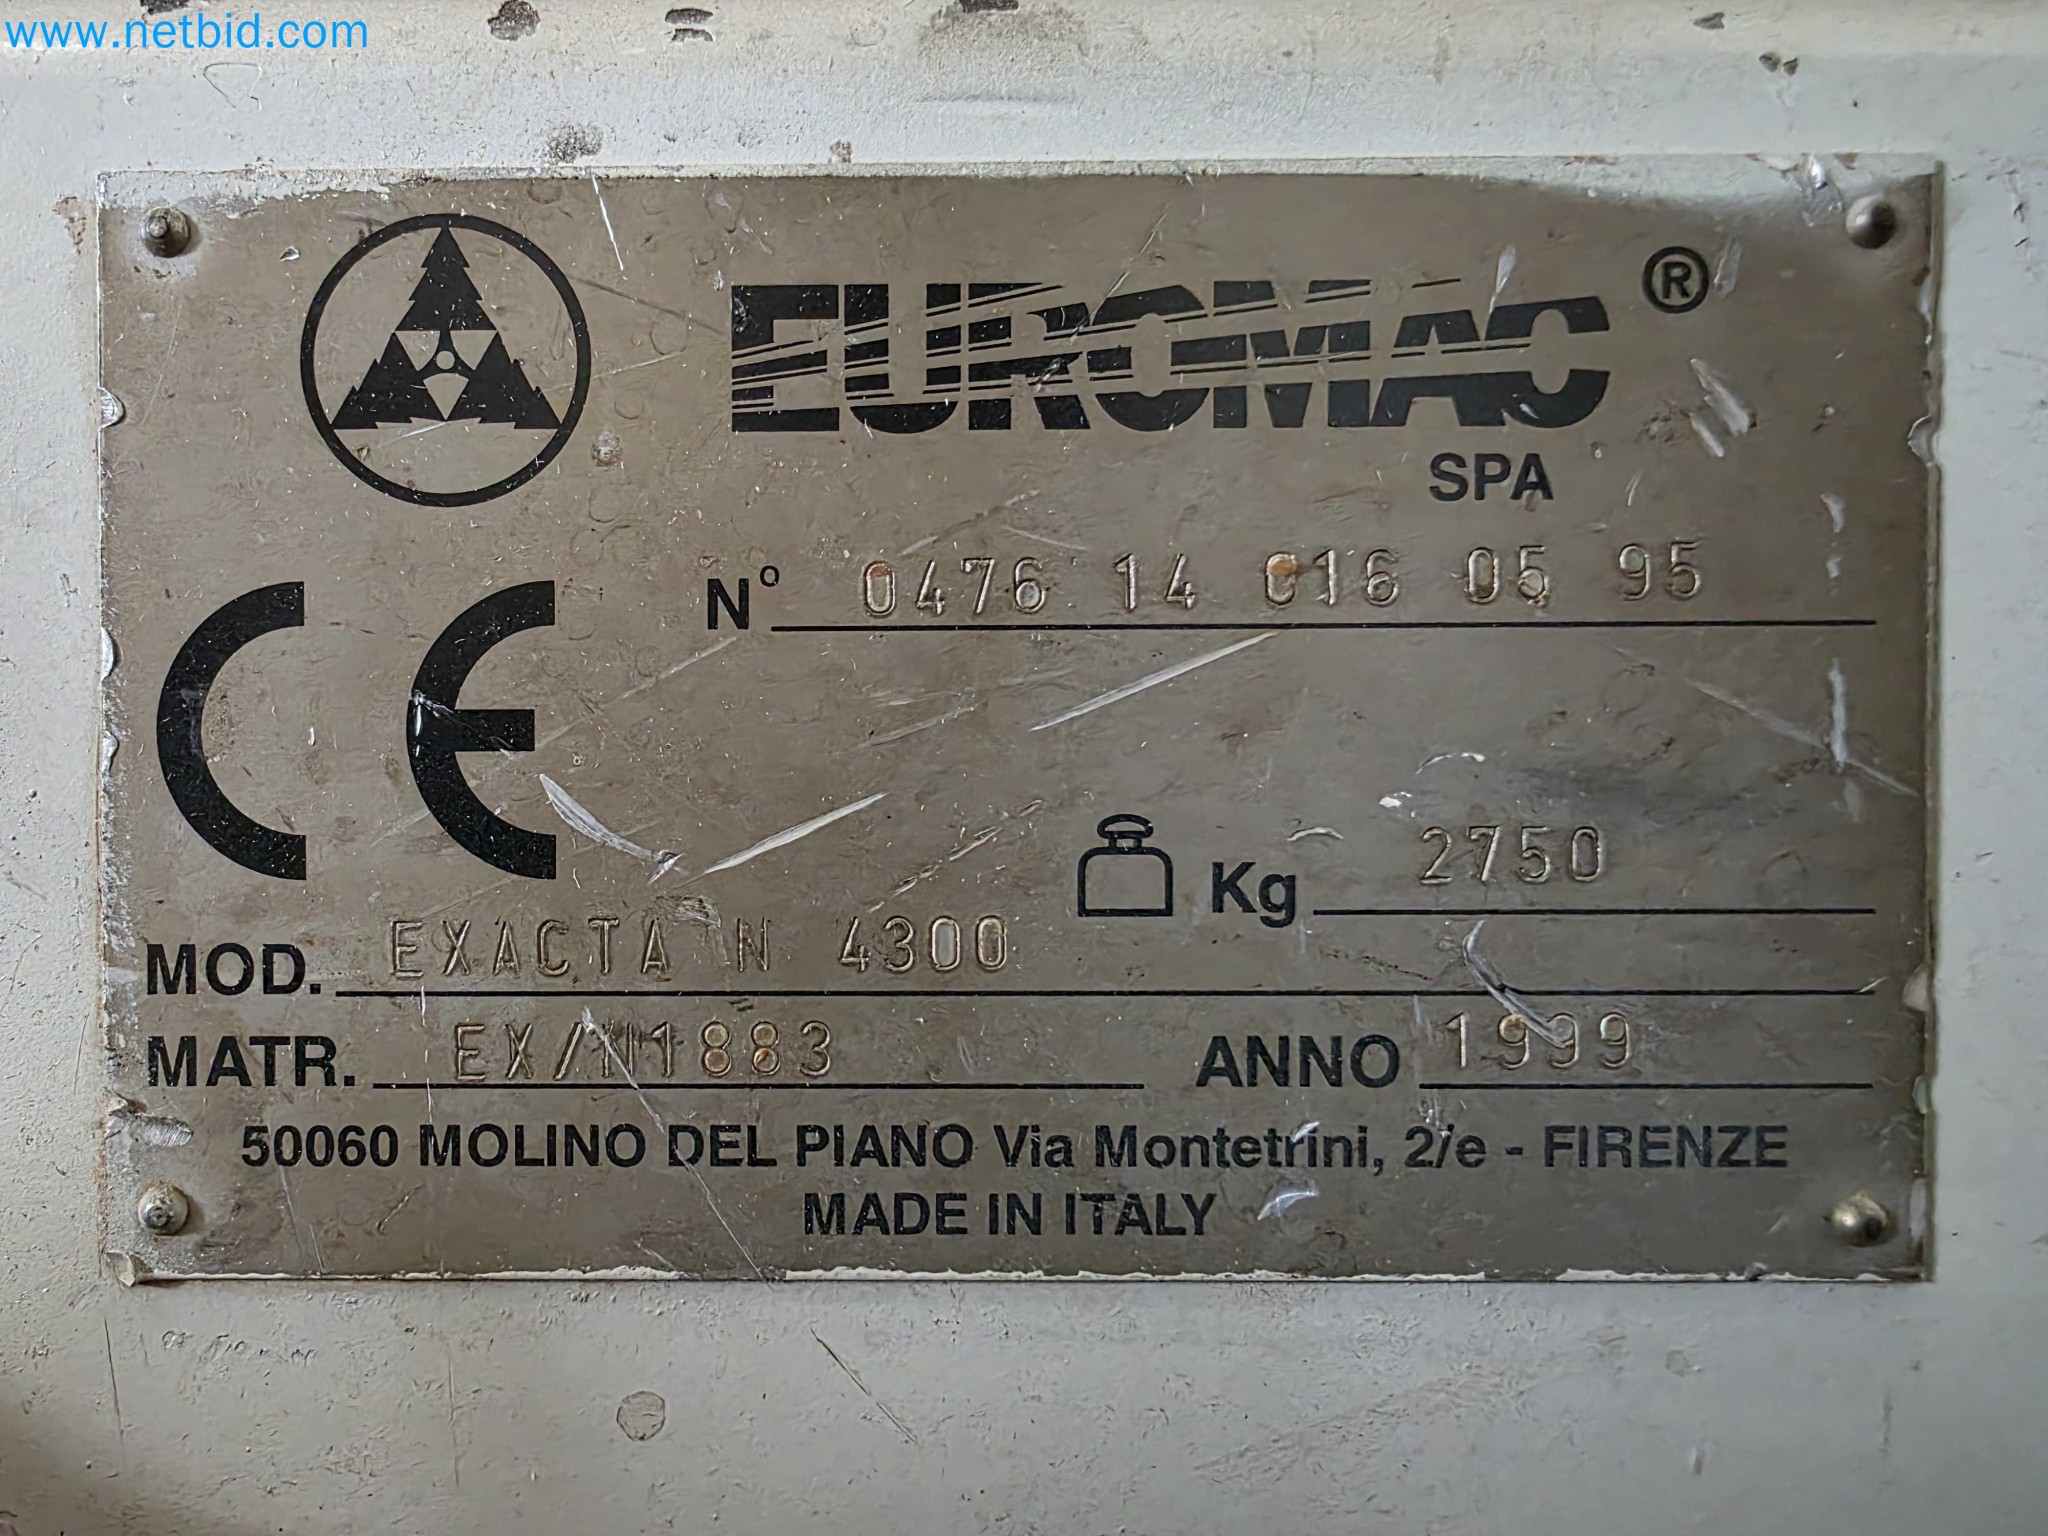 www.netbid.com
EUROMAC ®
SPA
CE
N° 0476 14 016 05 95
Kg 2750
MOD. EXACTA N 4300
MATR. EX/N1883 ANNO 1999
50060 MOLINO DEL PIANO Via Montetrini, 2/e - FIRENZE
MADE IN ITALY